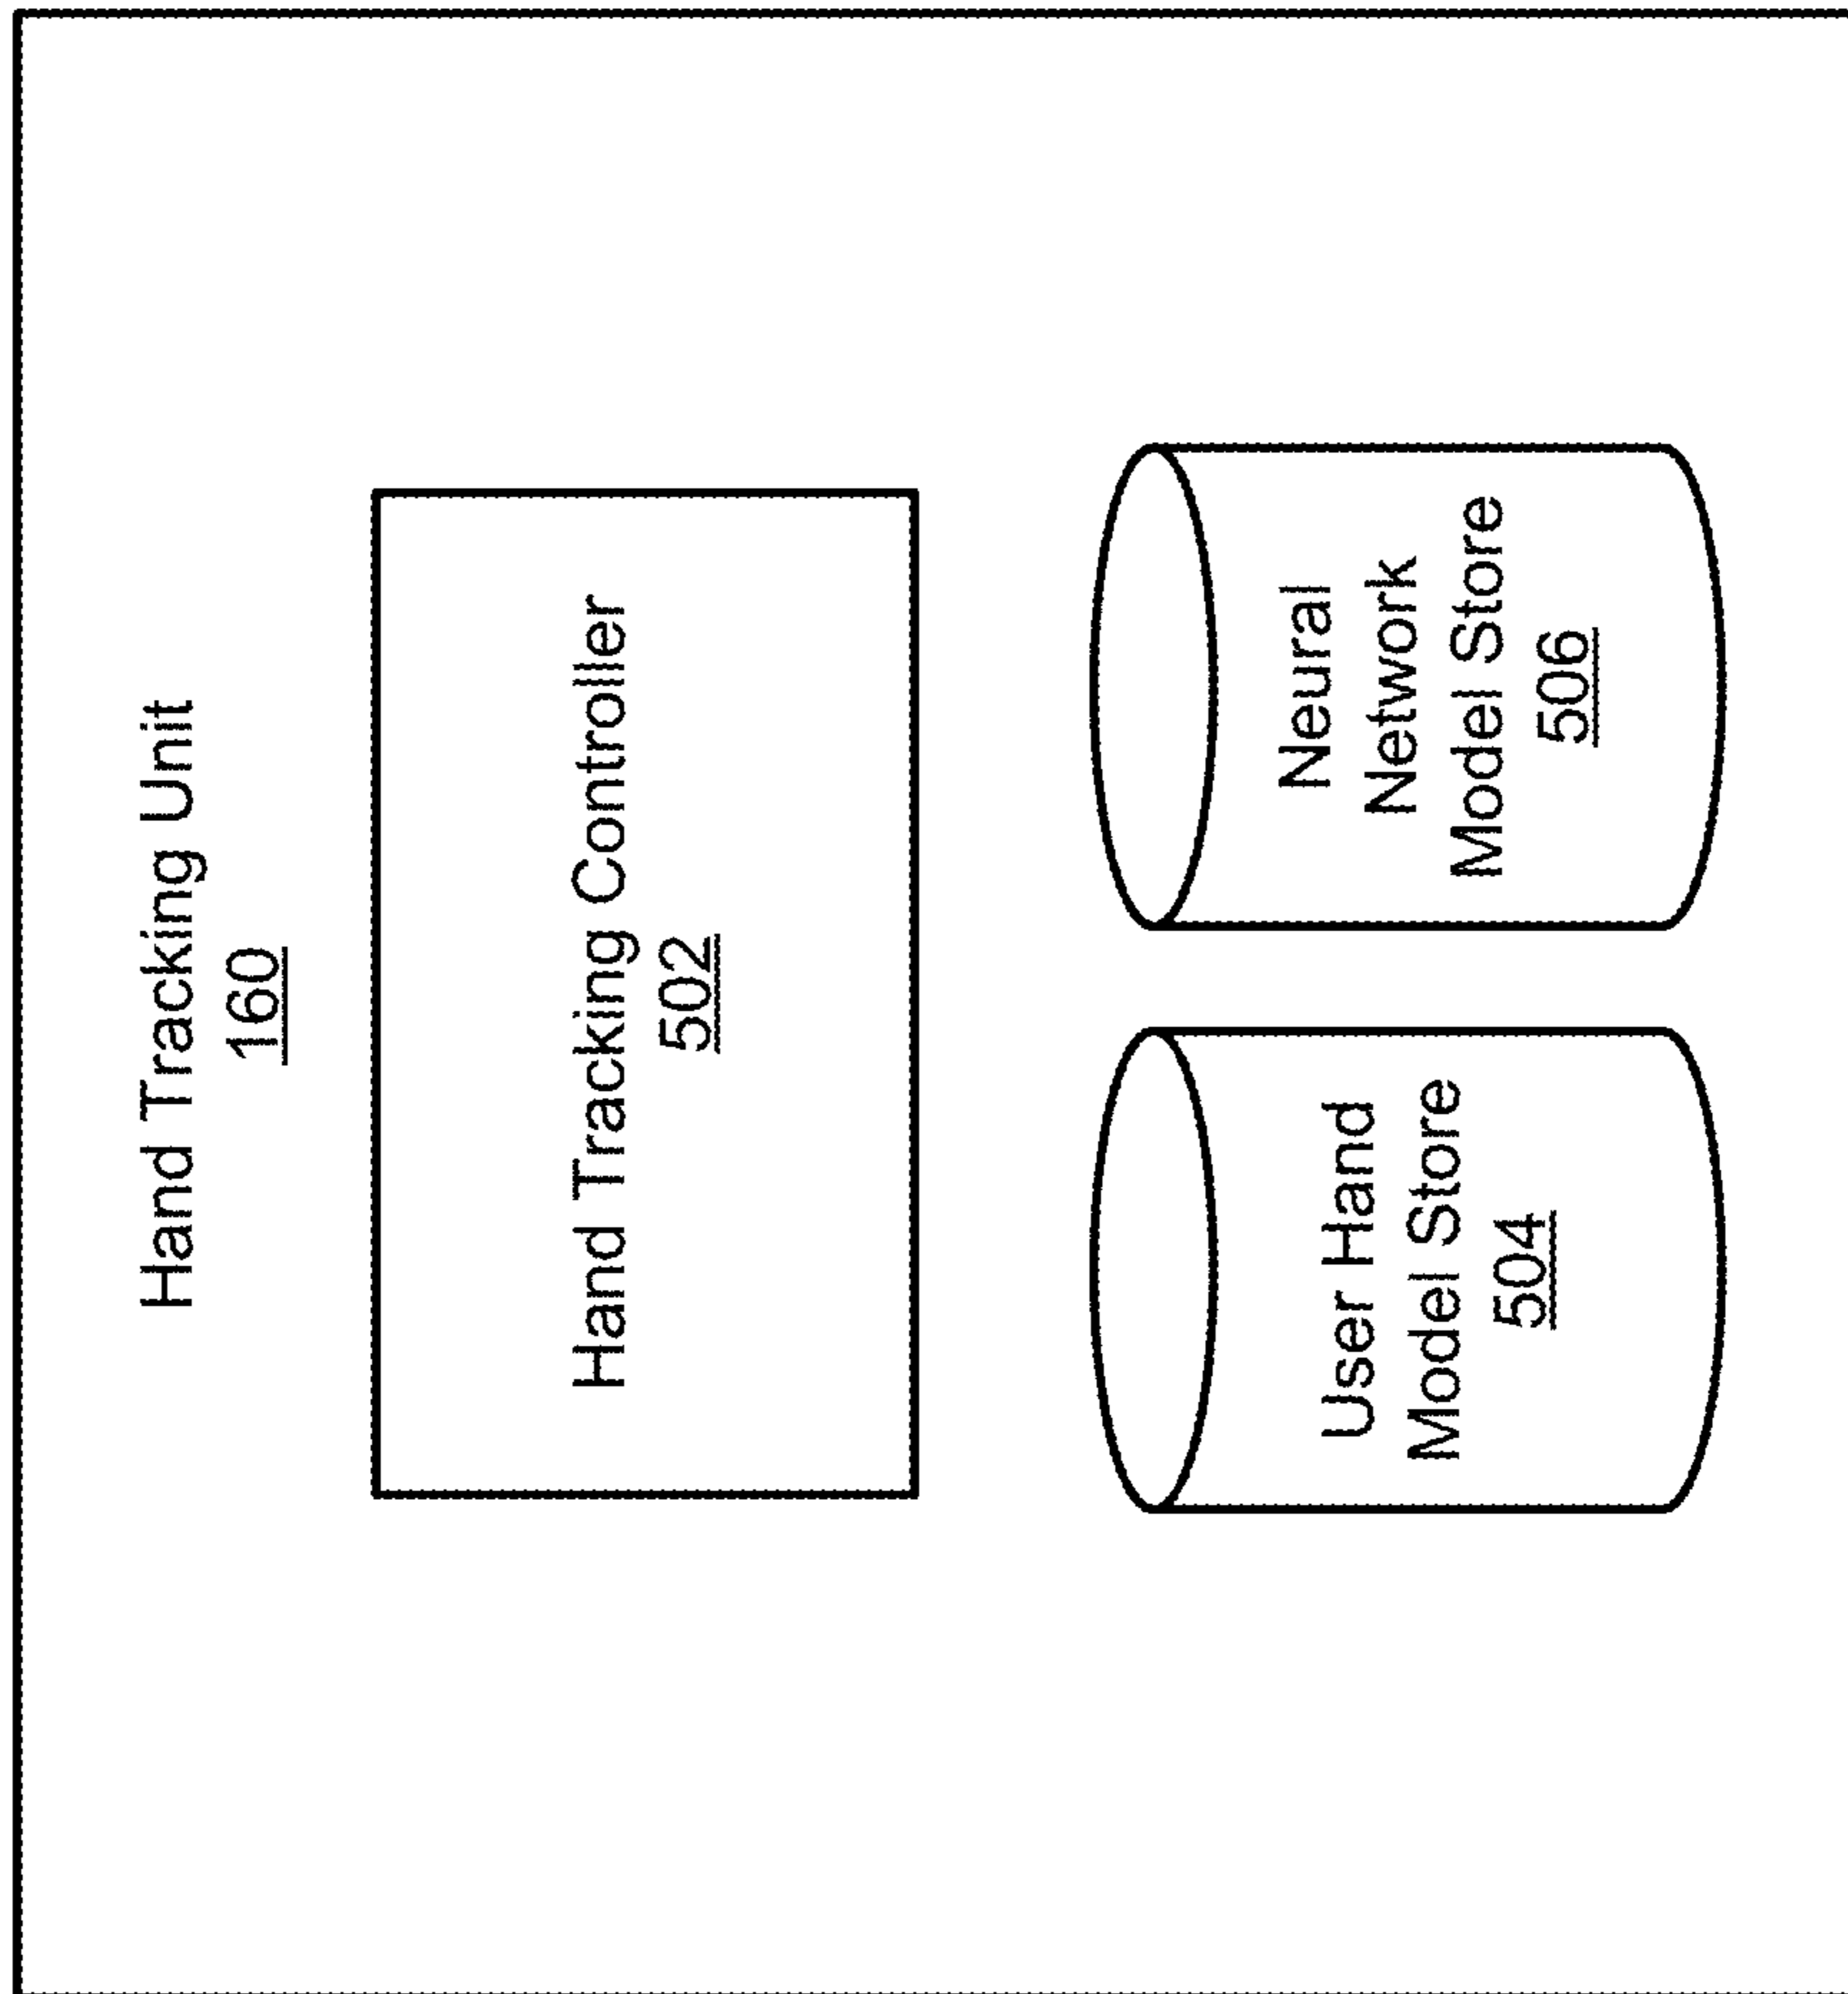 Hand Tracking Unit
160
Hand Tracking Controller
502
User Hand
Model Store
504
Neural
Network
Model Store
506